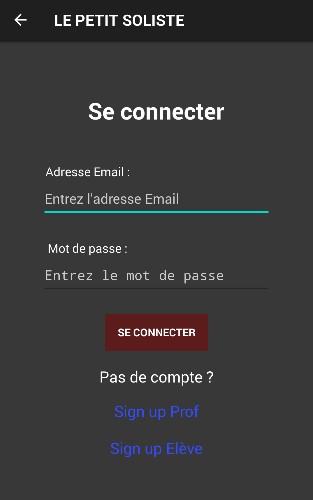 LE PETIT SOLISTE
Se connecter
Adresse Email :
Entrez l'adresse Email
Mot de passe :
Entrez le mot de passe
SE CONNECTER
Pas de compte ?
Sign up Prof
Sign up Elève